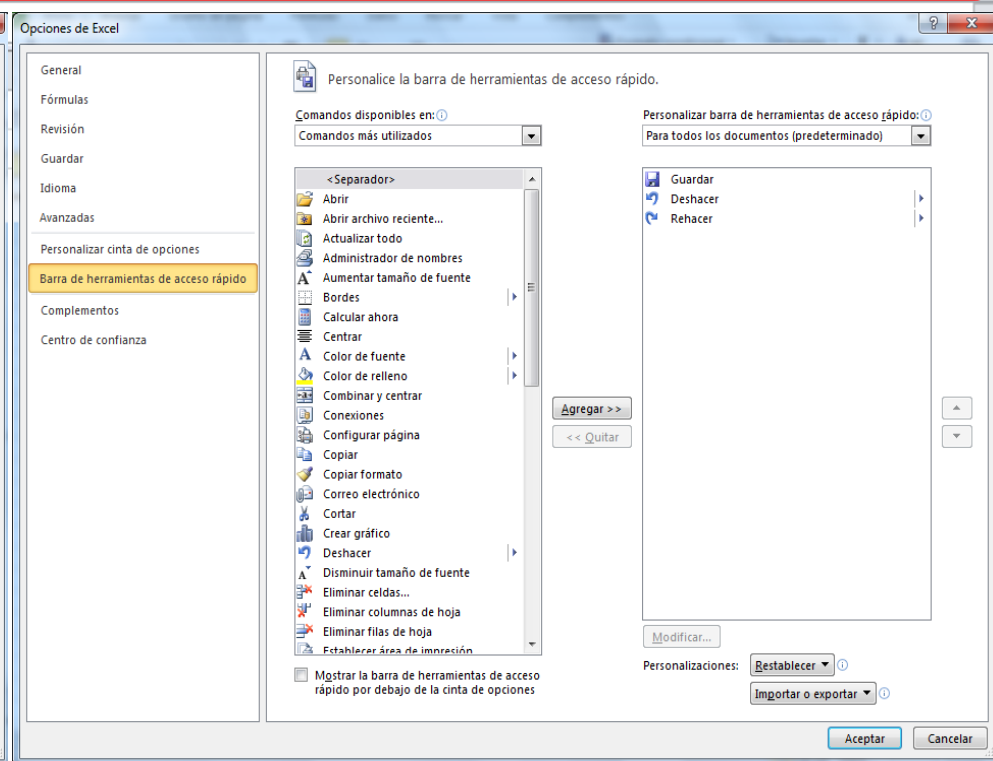 Opciones de Excel
General
Fórmulas
Revisión
Guardar
Idioma
Avanzadas
Personalizar cinta de opciones
Barra de herramientas de acceso rápido
Complementos
Centro de confianza
Personalice la barra de herramientas de acceso rápido.
Comandos disponibles en:
Comandos más utilizados
<Separador>
Abrir
Abrir archivo reciente...
Actualizar todo
Administrador de nombres
Aumentar tamaño de fuente
Bordes
Calcular ahora
Centrar
Color de fuente
Color de relleno
Combinar y centrar
Conexiones
Configurar página
Copiar
Copiar formato
Correo electrónico
Cortar
Crear gráfico
Deshacer
Disminuir tamaño de fuente
Eliminar celdas...
Eliminar columnas de hoja
Eliminar filas de hoja
Establecer área de impresión
Mostrar la barra de herramientas de acceso
rápido por debajo de la cinta de opciones
Agregar >>
<< Quitar
Personalizar barra de herramientas de acceso rápido:
Para todos los documentos (predeterminado)
Guardar
Deshacer
Rehacer
Modificar...
Personalizaciones:
Restablecer
Importar o exportar
Aceptar
Cancelar